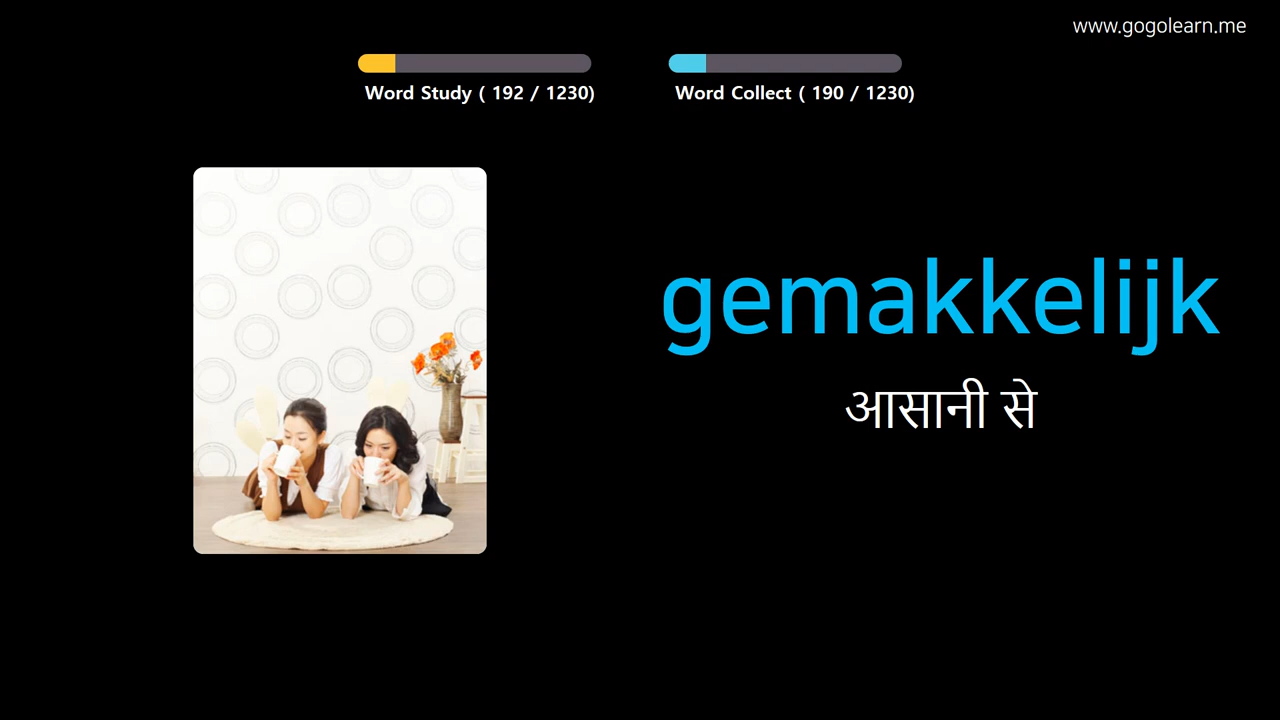 www.gogolearn.me
Word Study ( 192 / 1230)
Word Collect ( 190 / 1230)
gemakkelijk
आसानी से